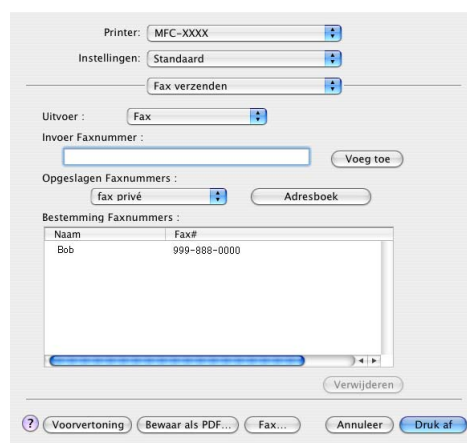 Printer: MFC-XXXX
Instellingen: Standaard
Fax verzenden
Uitvoer : Fax
Invoer Faxnummer :
Voeg toe
Opgeslagen Faxnummers :
fax privé Adresboek
Bestemming Faxnummers :
Naam Fax#
Bob 999-888-0000
Verwijderen
? Voorvertoning Bewaar als PDF... Fax... Annuleer Druk af